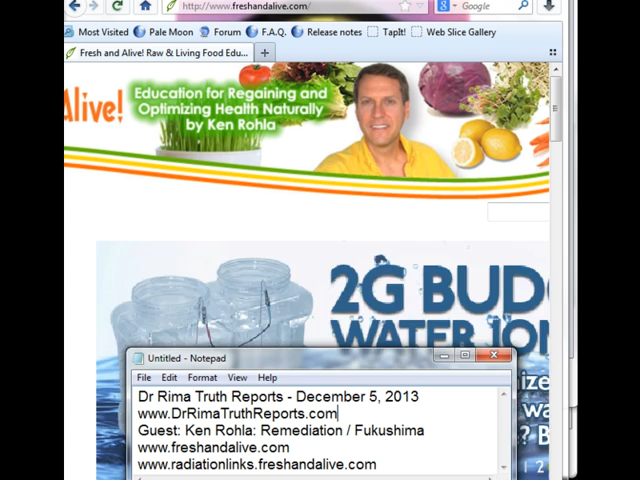 http://www.freshandalive.com/
Google
Most Visited
Pale Moon
Forum
F.A.Q.
Release notes
TapIt!
Web Slice Gallery
Fresh and Alive! Raw & Living Food Edu...
Alive!
Education for Regaining and
Optimizing Health Naturally
by Ken Rohla
2G BUD
WATER ION
Untitled - Notepad
File Edit Format View Help
Dr Rima Truth Reports - December 5, 2013
www.DrRimaTruthReports.com
Guest: Ken Rohla: Remediation / Fukushima
www.freshandalive.com
www.radiationlinks.freshandalive.com